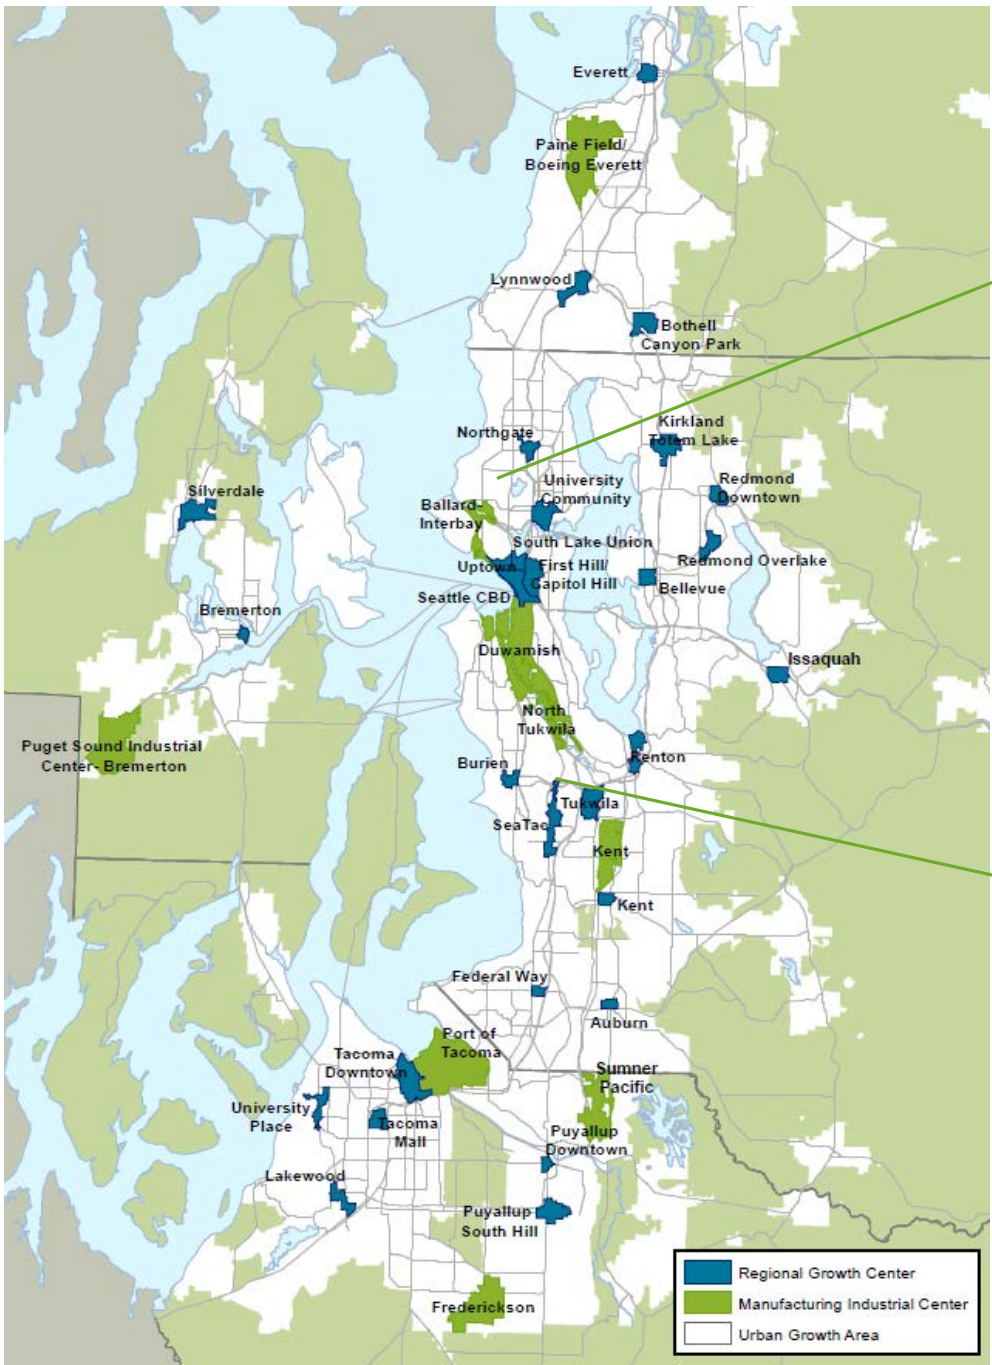 Everett
Paine Field/
Boeing Everett
Lynnwood
Bothell
Canyon Park
Northgate
Kirkland
Totem Lake
University
Community
Redmond
Downtown
Silverdale
Ballard-
Interbay
South Lake Union
Uptown
First Hill/
Capitol Hill
Redmond Overlake
Bellevue
Seattle CBD
Bremerton
Duwamish
Issaquah
North
Tukwila
Puget Sound Industrial
Center- Bremerton
Burien
Renton
Tukwila
SeaTac
Kent
Kent
Federal Way
Auburn
Port of
Tacoma
Tacoma
Downtown
Sumner
Pacific
University
Place
Tacoma
Mall
Puyallup
Downtown
Lakewood
Puyallup
South Hill
Frederickson
Regional Growth Center
Manufacturing Industrial Center
Urban Growth Area